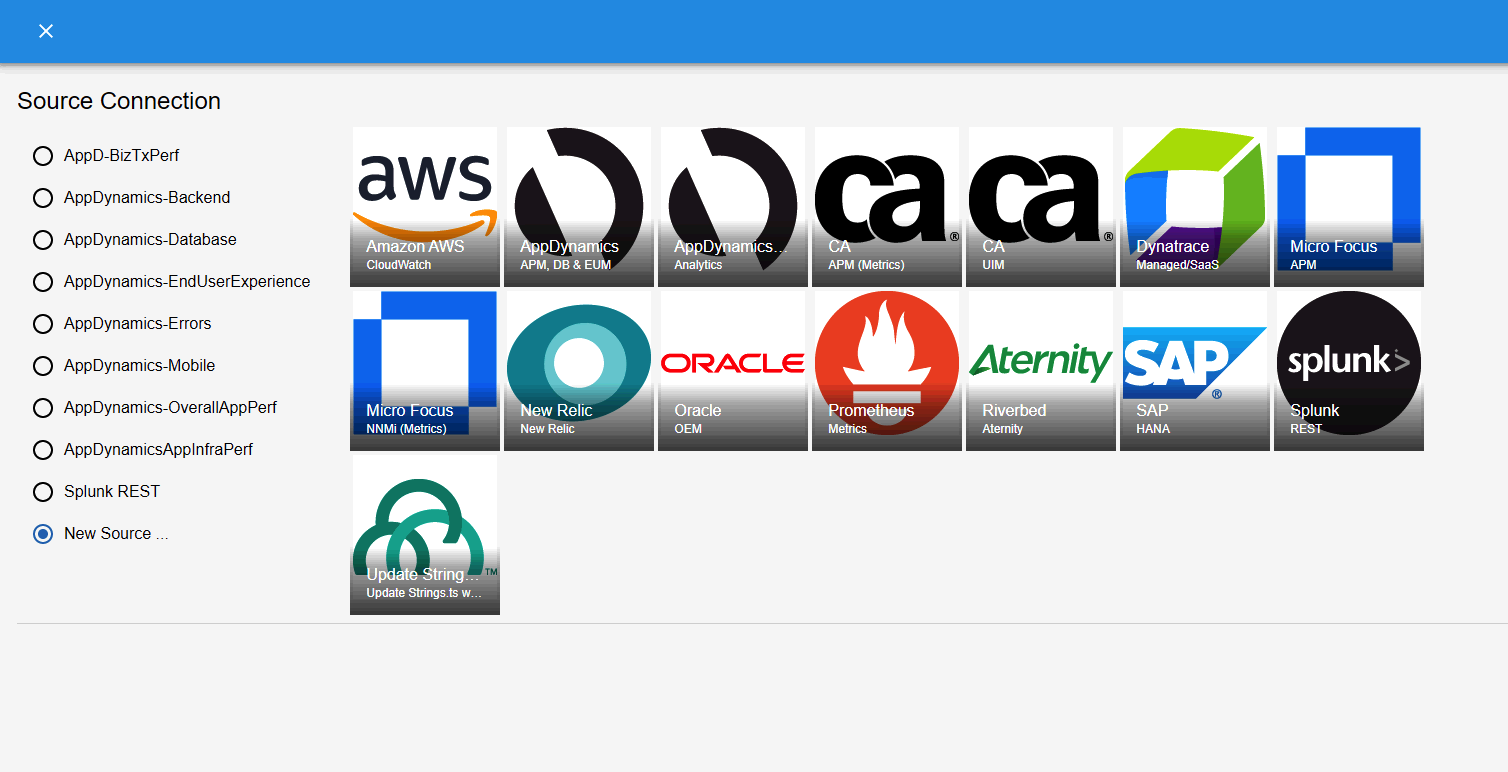 Source Connection
AppD-BizTxPerf
AppDynamics-Backend
AppDynamics-Database
AppDynamics-EndUserExperience
AppDynamics-Errors
AppDynamics-Mobile
AppDynamics-OverallAppPerf
AppDynamicsAppInfraPerf
Splunk REST
New Source ...
aws
Amazon AWS
CloudWatch
AppDynamics
APM, DB & EUM
AppDynamics...
Analytics
ca®
CA
APM (Metrics)
ca®
CA
UIM
Dynatrace
Managed/SaaS
Micro Focus
APM
Micro Focus
NNMi (Metrics)
New Relic
New Relic
ORACLE
Oracle
OEM
Prometheus
Metrics
Aternity
Riverbed
Aternity
SAP®
SAP
HANA
splunk>
Splunk
REST
TM
Update String...
Update Strings.ts w...